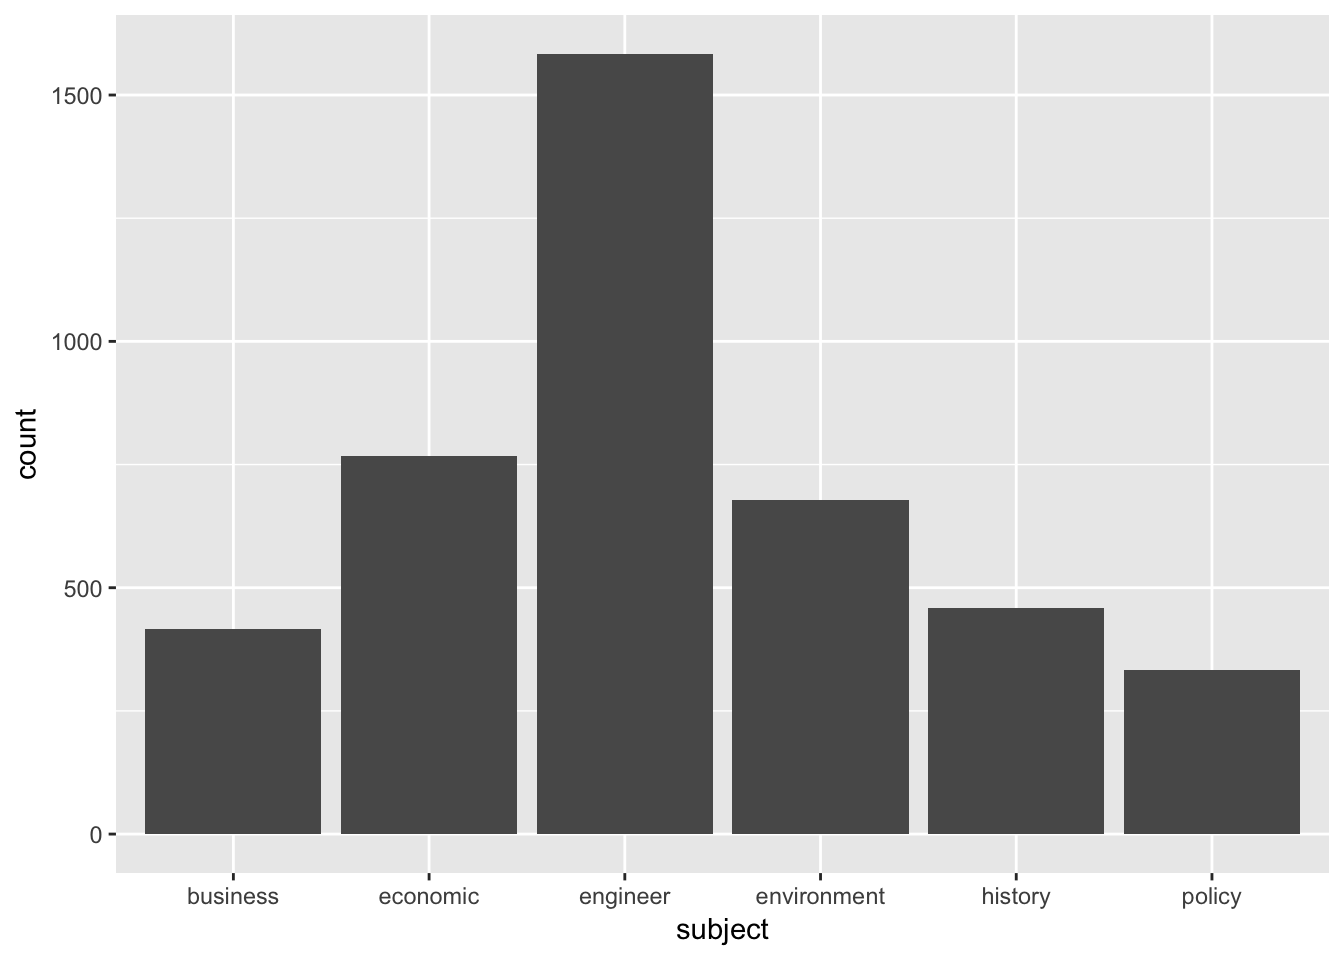 1500
1000
500
0
count
business economic engineer environment history policy
subject